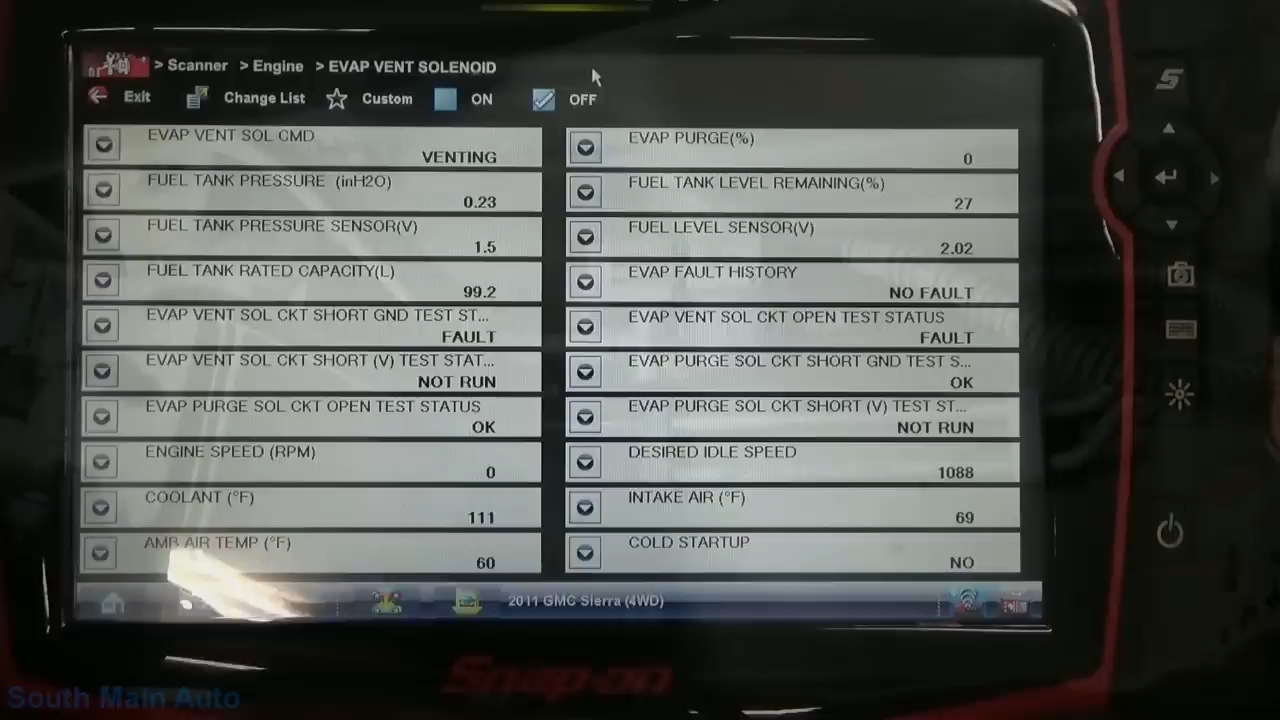 > Scanner > Engine > EVAP VENT SOLENOID
Exit Change List Custom ON OFF
EVAP VENT SOL CMD
VENTING
EVAP PURGE(%)
0
FUEL TANK PRESSURE (inH2O)
0.23
FUEL TANK LEVEL REMAINING(%)
27
FUEL TANK PRESSURE SENSOR(V)
1.5
FUEL LEVEL SENSOR(V)
2.02
FUEL TANK RATED CAPACITY(L)
99.2
EVAP FAULT HISTORY
NO FAULT
EVAP VENT SOL CKT SHORT GND TEST ST...
FAULT
EVAP VENT SOL CKT OPEN TEST STATUS
FAULT
EVAP VENT SOL CKT SHORT (V) TEST STAT...
NOT RUN
EVAP PURGE SOL CKT SHORT GND TEST S...
OK
EVAP PURGE SOL CKT OPEN TEST STATUS
OK
EVAP PURGE SOL CKT SHORT (V) TEST ST...
NOT RUN
ENGINE SPEED (RPM)
0
DESIRED IDLE SPEED
1088
COOLANT (°F)
111
INTAKE AIR (°F)
69
AMB AIR TEMP (°F)
60
COLD STARTUP
NO
2011 GMC Sierra (4WD)
Snap-on
South Main Auto